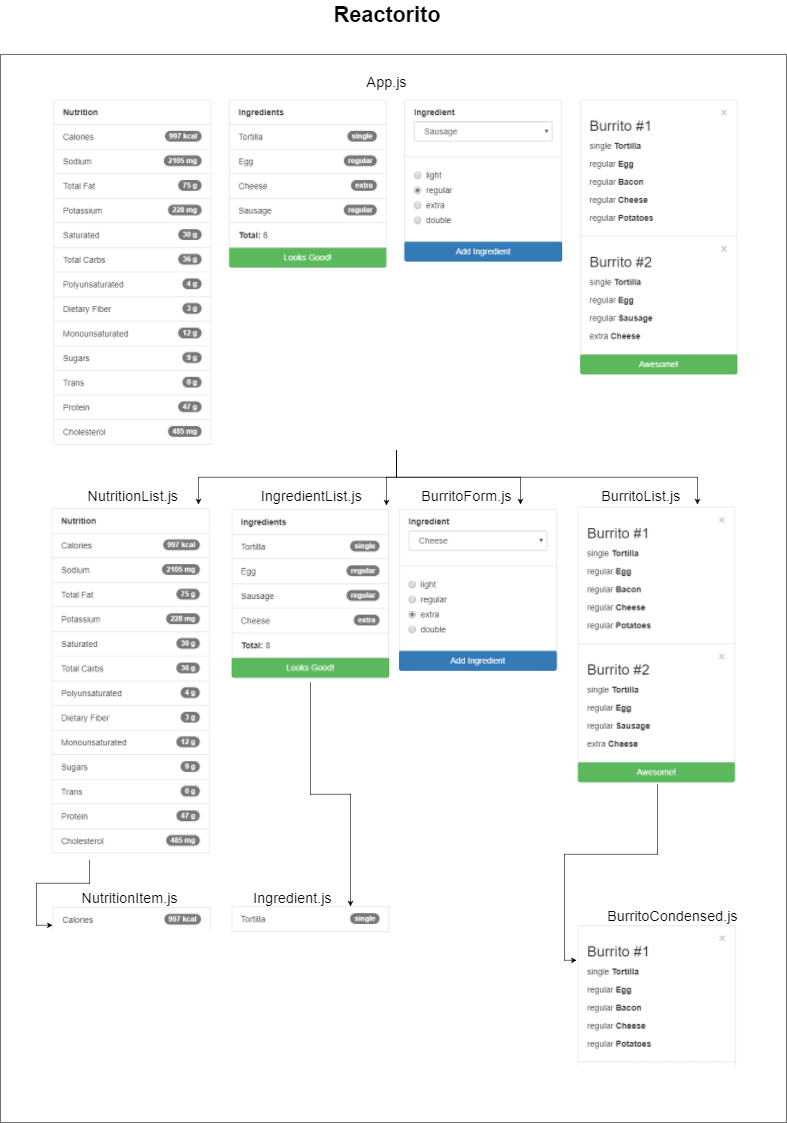 Reactorito
App.js
Nutrition
Calories 997 kcal
Sodium 2105 mg
Total Fat 75 g
Potassium 228 mg
Saturated 30 g
Total Carbs 36 g
Polyunsaturated 4 g
Dietary Fiber 3 g
Monounsaturated 12 g
Sugars 9 g
Trans 0 g
Protein 47 g
Cholesterol 485 mg
Ingredients
Tortilla single
Egg regular
Cheese extra
Sausage regular
Total: 8
Looks Good!
Ingredient
Sausage
light
regular
extra
double
Add Ingredient
×
Burrito #1
single Tortilla
regular Egg
regular Bacon
regular Cheese
regular Potatoes
×
Burrito #2
single Tortilla
regular Egg
regular Sausage
extra Cheese
Awesome!
NutritionList.js
Nutrition
Calories 997 kcal
Sodium 2105 mg
Total Fat 75 g
Potassium 228 mg
Saturated 30 g
Total Carbs 36 g
Polyunsaturated 4 g
Dietary Fiber 3 g
Monounsaturated 12 g
Sugars 9 g
Trans 0 g
Protein 47 g
Cholesterol 485 mg
IngredientList.js
Ingredients
Tortilla single
Egg regular
Sausage regular
Cheese extra
Total: 8
Looks Good!
BurritoForm.js
Ingredient
Cheese
light
regular
extra
double
Add Ingredient
BurritoList.js
×
Burrito #1
single Tortilla
regular Egg
regular Bacon
regular Cheese
regular Potatoes
×
Burrito #2
single Tortilla
regular Egg
regular Sausage
extra Cheese
Awesome!
NutritionItem.js
Calories 997 kcal
Ingredient.js
Tortilla single
BurritoCondensed.js
×
Burrito #1
single Tortilla
regular Egg
regular Bacon
regular Cheese
regular Potatoes